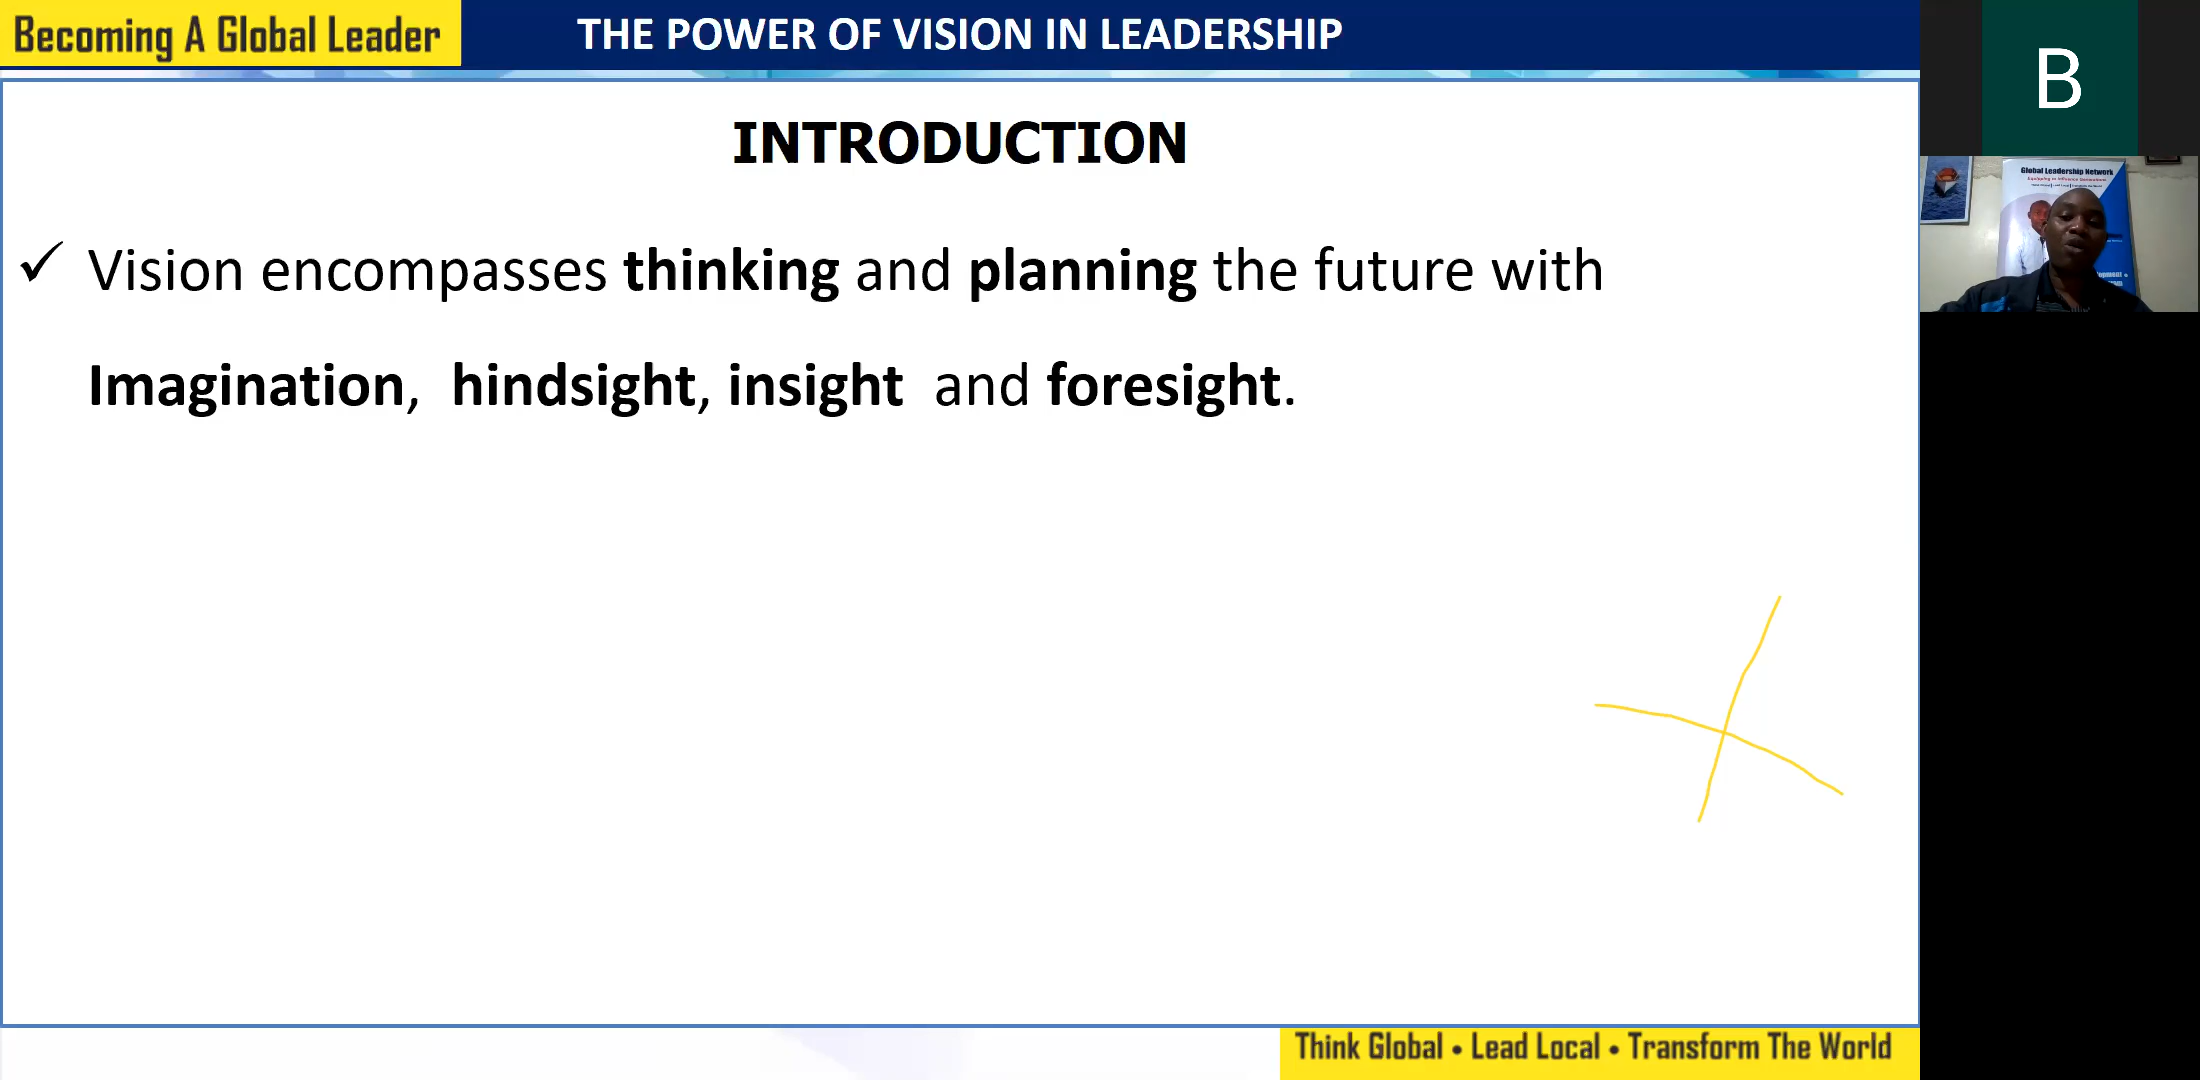 Becoming A Global Leader
THE POWER OF VISION IN LEADERSHIP
B
INTRODUCTION
Global Leadership Network
✓ Vision encompasses thinking and planning the future with
Imagination, hindsight, insight and foresight.
Think Global • Lead Local • Transform The World